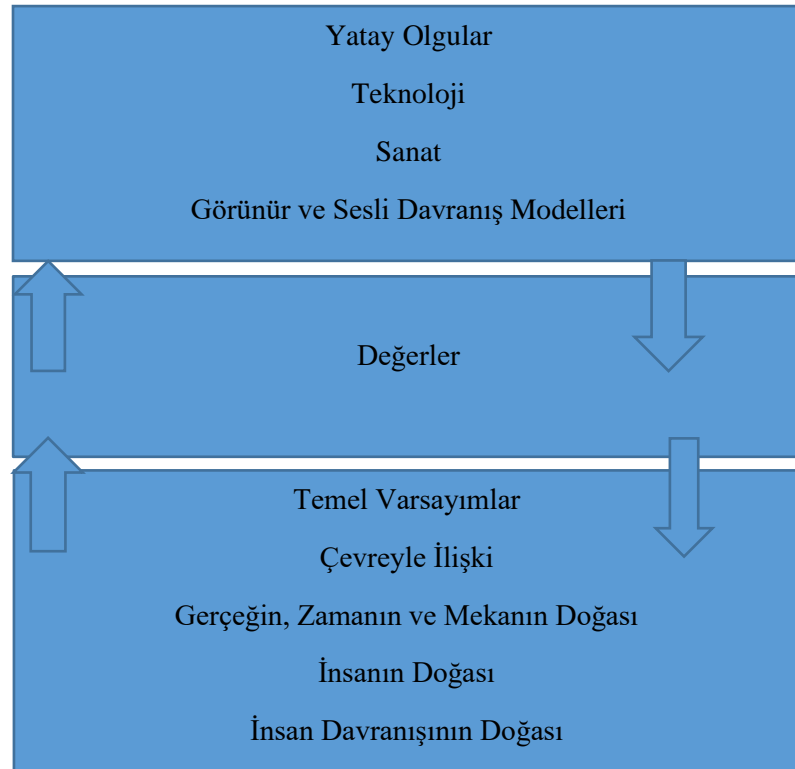 Yatay Olgular
Teknoloji
Sanat
Görünür ve Sesli Davranış Modelleri
Değerler
Temel Varsayımlar
Çevreyle İlişki
Gerçeğin, Zamanın ve Mekanın Doğası
İnsanın Doğası
İnsan Davranışının Doğası